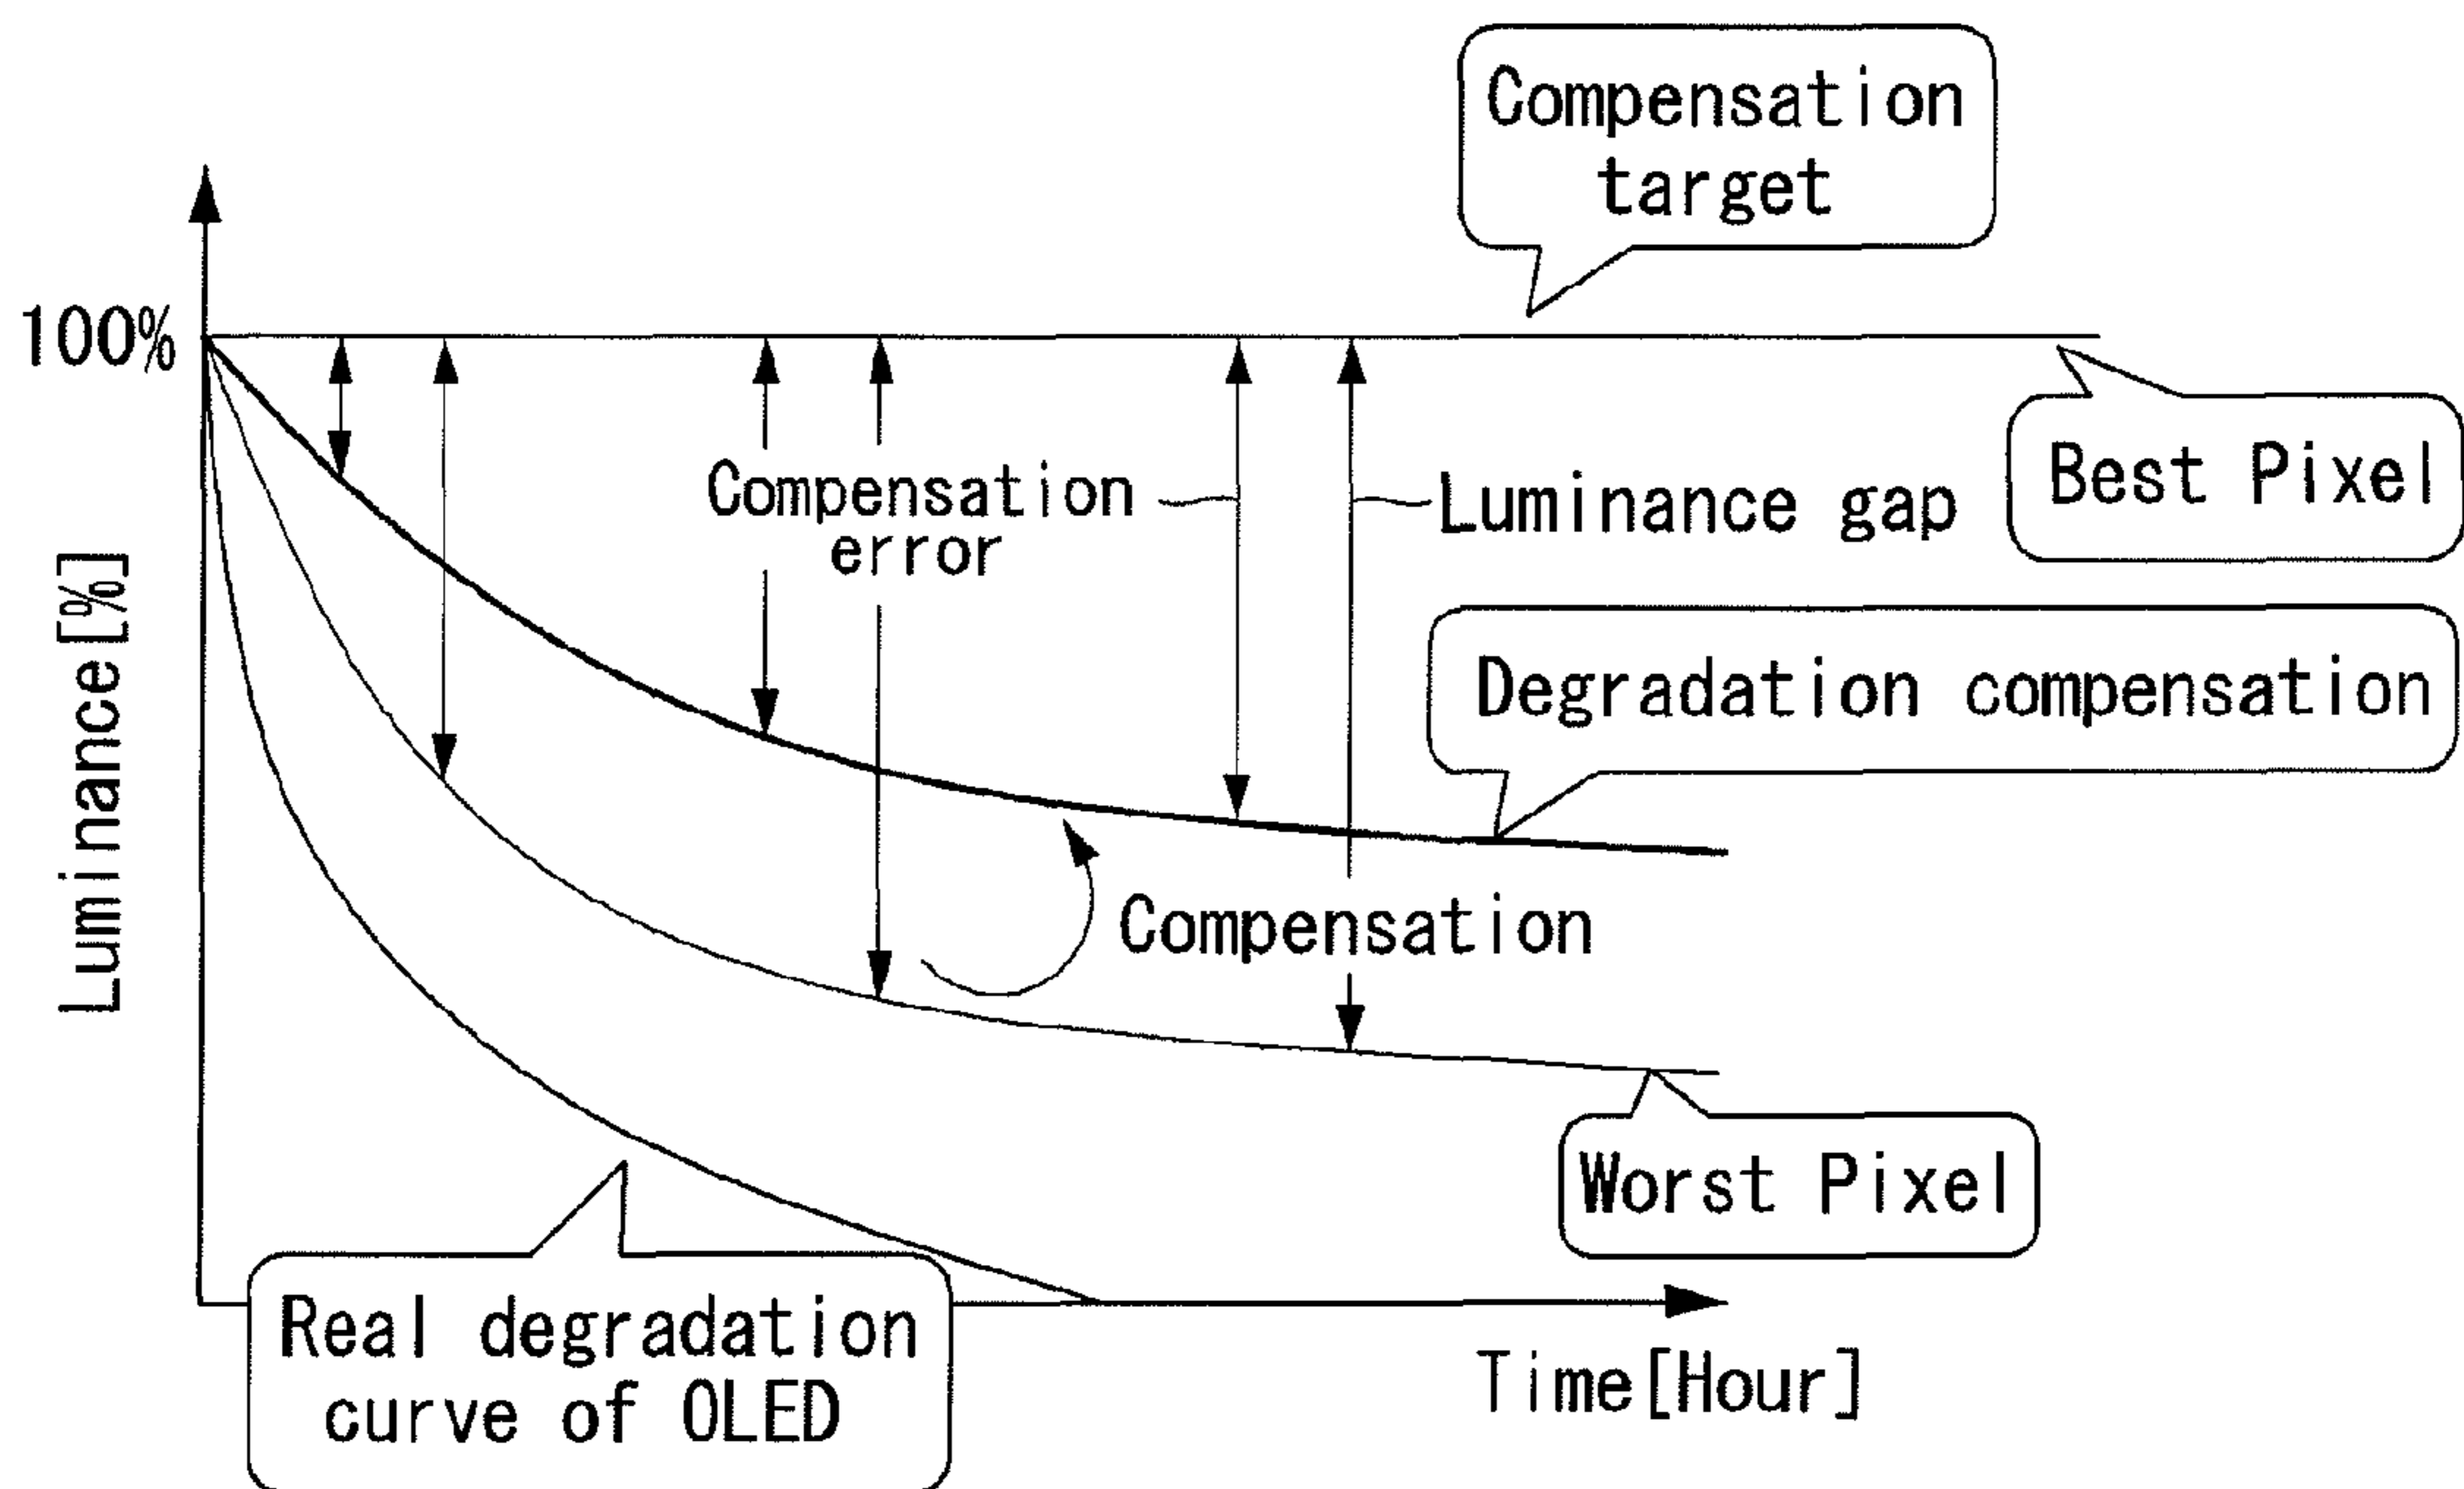 Compensation
target
100%
Compensation
error
Luminance gap
Best Pixel
Luminance[%]
Degradation compensation
Compensation
Worst Pixel
Real degradation
curve of OLED
Time[Hour]